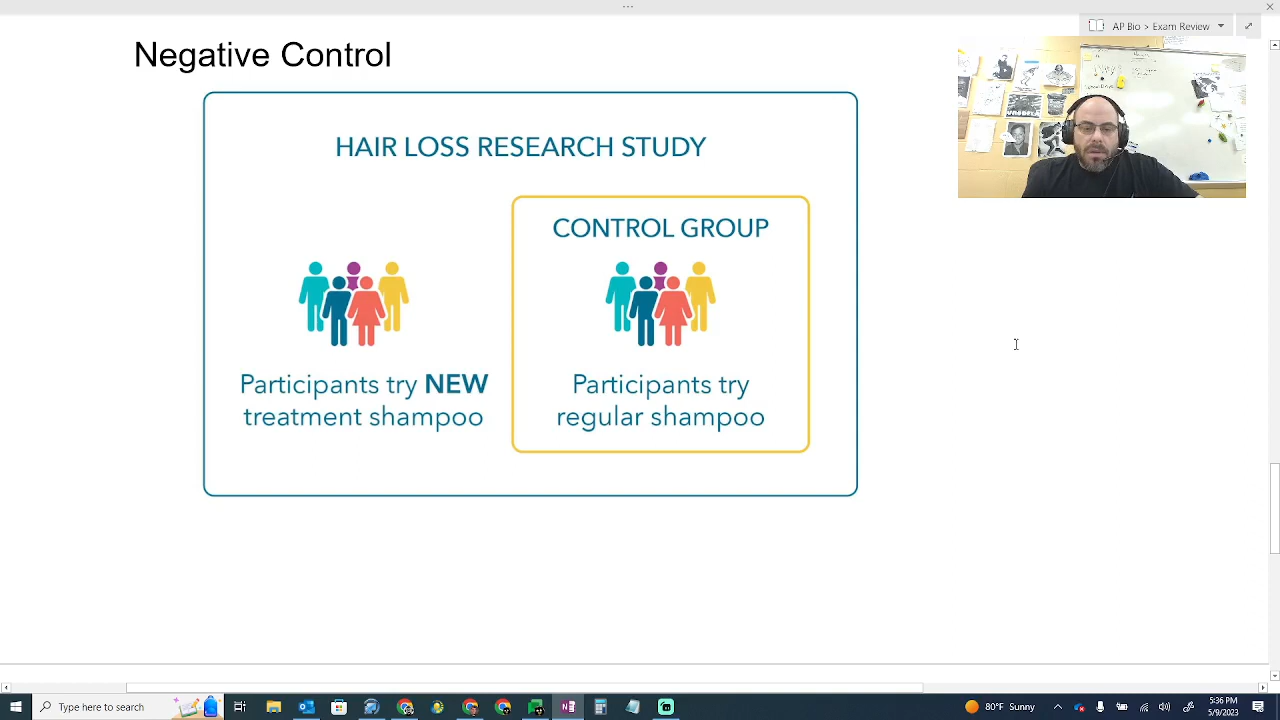 AP Bio > Exam Review
Negative Control
HAIR LOSS RESEARCH STUDY
CONTROL GROUP
Participants try NEW
treatment shampoo
Participants try
regular shampoo
Type here to search
80°F Sunny
5:36 PM
5/9/2023